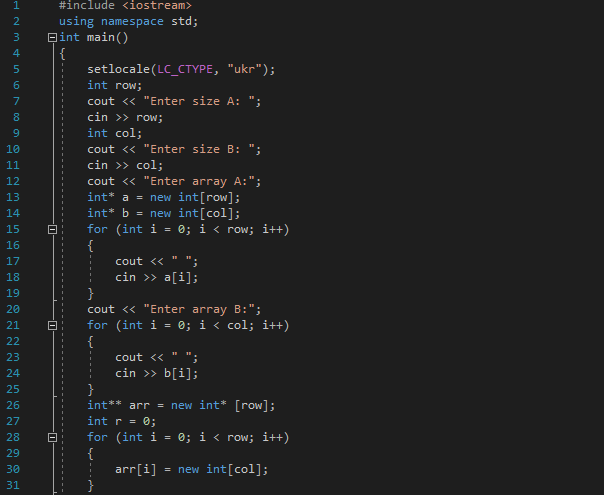 1 #include <iostream>
2 using namespace std;
3 int main()
4 {
5 setlocale(LC_CTYPE, "ukr");
6 int row;
7 cout << "Enter size A: ";
8 cin >> row;
9 int col;
10 cout << "Enter size B: ";
11 cin >> col;
12 cout << "Enter array A:";
13 int* a = new int[row];
14 int* b = new int[col];
15 for (int i = 0; i < row; i++)
16 {
17 cout << " ";
18 cin >> a[i];
19 }
20 cout << "Enter array B:";
21 for (int i = 0; i < col; i++)
22 {
23 cout << " ";
24 cin >> b[i];
25 }
26 int** arr = new int* [row];
27 int r = 0;
28 for (int i = 0; i < row; i++)
29 {
30 arr[i] = new int[col];
31 }